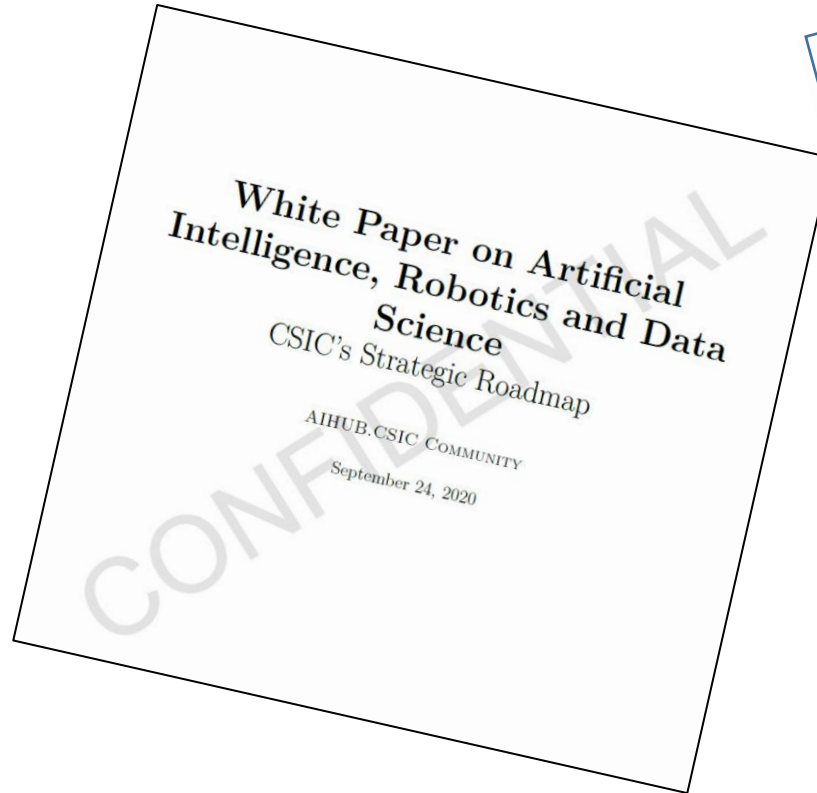 White Paper on Artificial
Intelligence, Robotics and Data
Science
CSIC's Strategic Roadmap
AIHUB.CSIC Community
September 24, 2020
CONFIDENTIAL